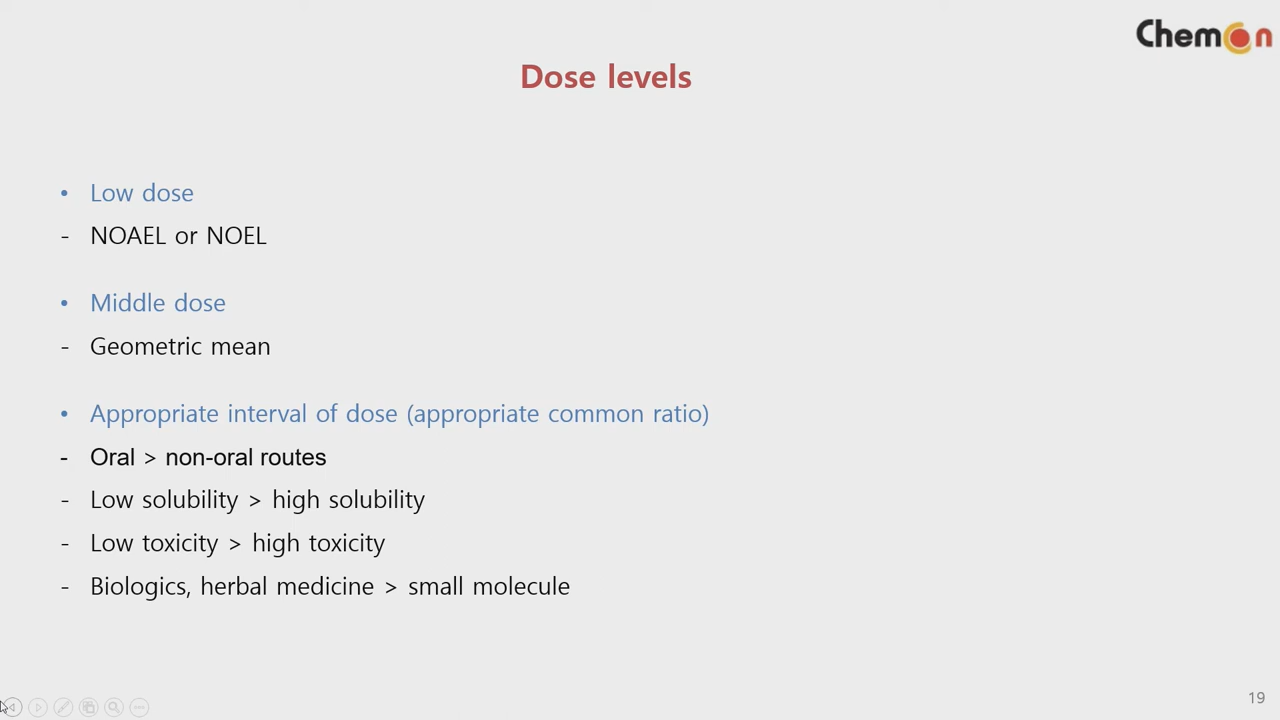 ChemOn
Dose levels
• Low dose
- NOAEL or NOEL
• Middle dose
- Geometric mean
• Appropriate interval of dose (appropriate common ratio)
- Oral > non-oral routes
- Low solubility > high solubility
- Low toxicity > high toxicity
- Biologics, herbal medicine > small molecule
19